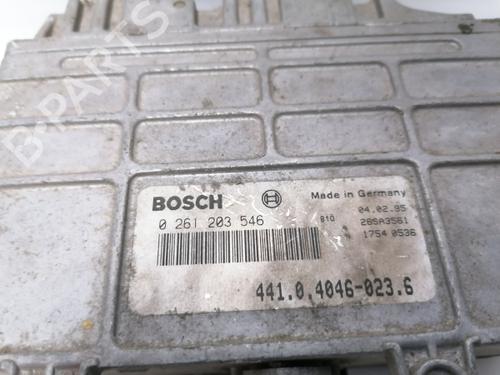 B-PARTS
BOSCH
Made in Germany
0 261 203 546
810
04.02.95
26SA3561
1754 0536
441.0.4046-023.6